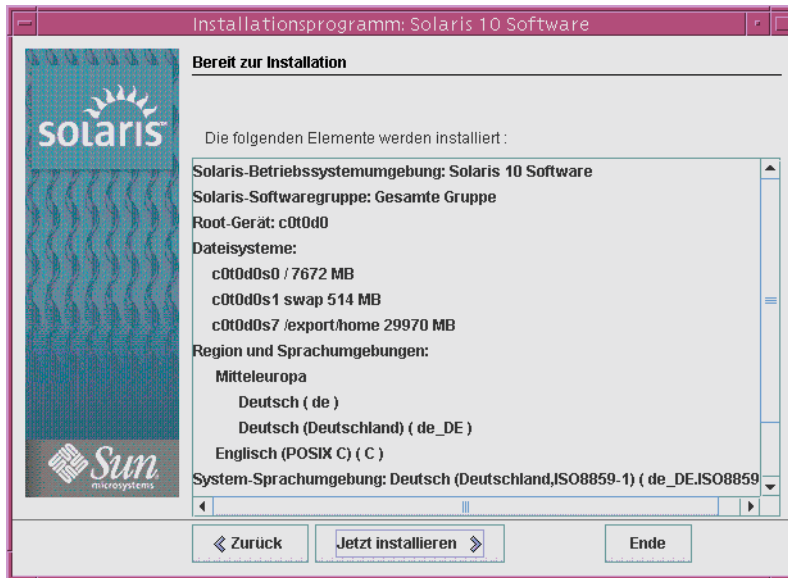 Installationsprogramm: Solaris 10 Software
solaris
Sun
microsystems
Bereit zur Installation
Die folgenden Elemente werden installiert :
Solaris-Betriebssystemumgebung: Solaris 10 Software
Solaris-Softwaregruppe: Gesamte Gruppe
Root-Gerät: c0t0d0
Dateisysteme:
c0t0d0s0 / 7672 MB
c0t0d0s1 swap 514 MB
c0t0d0s7 /export/home 29970 MB
Region und Sprachumgebungen:
Mitteleuropa
Deutsch ( de )
Deutsch (Deutschland) ( de_DE )
Englisch (POSIX C) ( C )
System-Sprachumgebung: Deutsch (Deutschland,ISO8859-1) ( de_DE.ISO8859
Zurück
Jetzt installieren
Ende